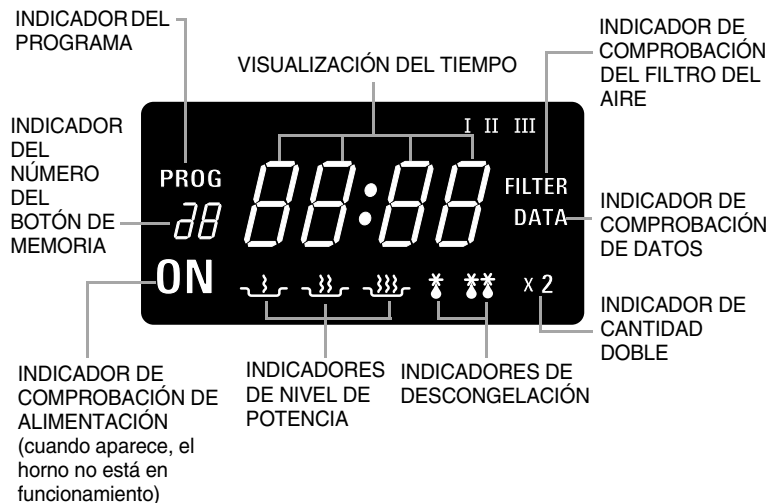 INDICADOR DEL
PROGRAMA
VISUALIZACIÓN DEL TIEMPO
INDICADOR DE
COMPROBACIÓN
DEL FILTRO DEL
AIRE
INDICADOR
DEL
NÚMERO
DEL
BOTÓN DE
MEMORIA
I II III
PROG
88:88
FILTER
d8
DATA
ON
x 2
INDICADOR DE
COMPROBACIÓN
DE DATOS
INDICADOR DE
CANTIDAD
DOBLE
INDICADOR DE
COMPROBACIÓN DE
ALIMENTACIÓN
(cuando aparece, el
horno no está en
funcionamiento)
INDICADORES
DE NIVEL DE
POTENCIA
INDICADORES DE
DESCONGELACIÓN